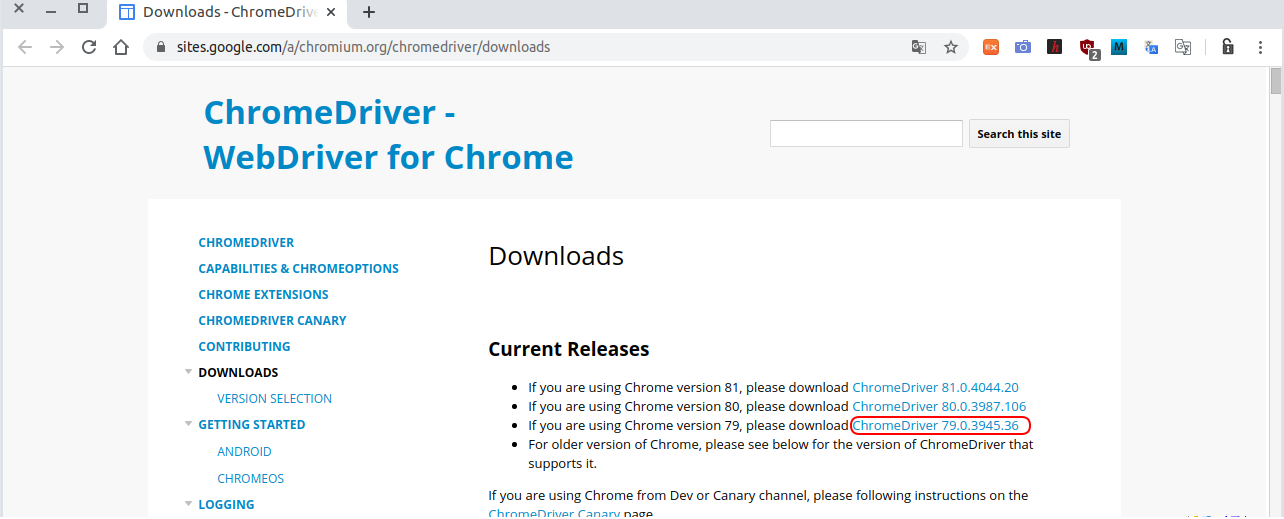 Downloads - ChromeDrive
sites.google.com/a/chromium.org/chromedriver/downloads
2
ChromeDriver -
WebDriver for Chrome
Search this site
CHROMEDRIVER
CAPABILITIES & CHROMEOPTIONS
CHROME EXTENSIONS
CHROMEDRIVER CANARY
CONTRIBUTING
DOWNLOADS
VERSION SELECTION
GETTING STARTED
ANDROID
CHROMEOS
LOGGING
Downloads
Current Releases
If you are using Chrome version 81, please download ChromeDriver 81.0.4044.20
If you are using Chrome version 80, please download ChromeDriver 80.0.3987.106
If you are using Chrome version 79, please download ChromeDriver 79.0.3945.36
For older version of Chrome, please see below for the version of ChromeDriver that
supports it.
If you are using Chrome from Dev or Canary channel, please following instructions on the
ChromeDriver Canary page